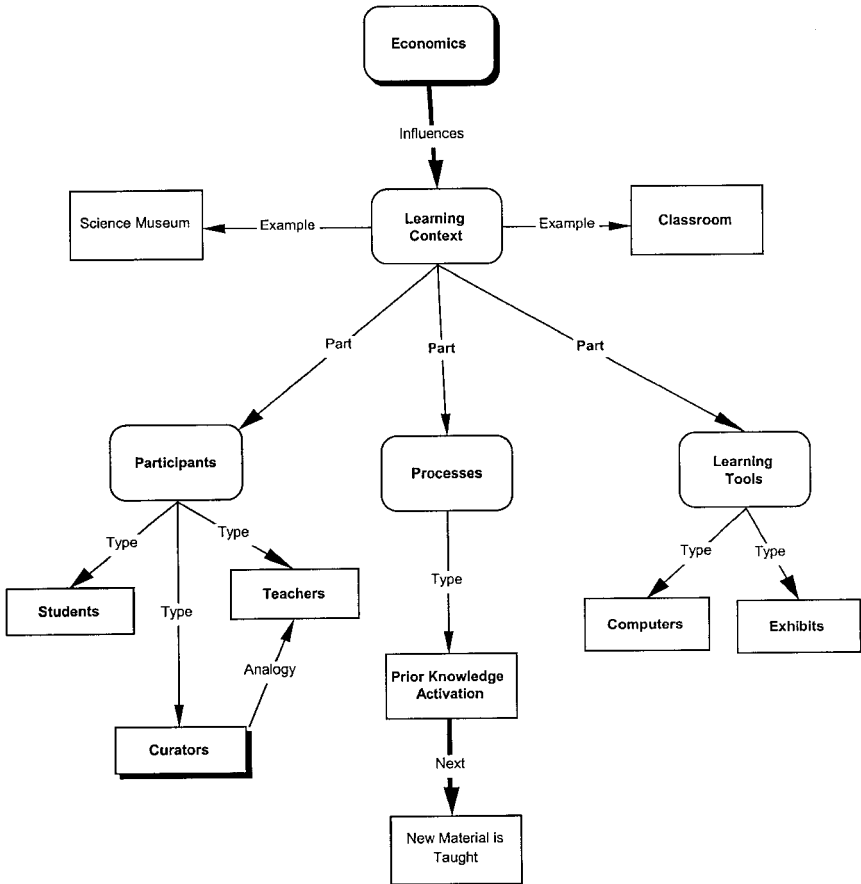 Economics
Influences
Science Museum
Example
Learning
Context
Example
Classroom
Part
Part
Part
Participants
Processes
Learning
Tools
Type
Type
Type
Students
Type
Teachers
Type
Type
Computers
Exhibits
Analogy
Prior Knowledge
Activation
Curators
Next
New Material is
Taught